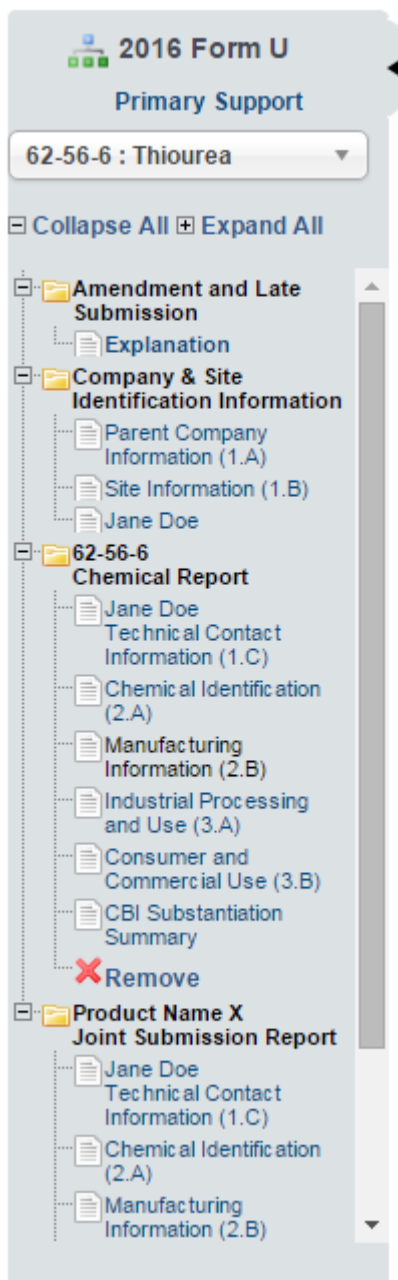 2016 Form U
Primary Support
62-56-6 : Thiourea
Collapse All Expand All
Amendment and Late
Submission
Explanation
Company & Site
Identification Information
Parent Company
Information (1.A)
Site Information (1.B)
Jane Doe
62-56-6
Chemical Report
Jane Doe
Technical Contact
Information (1.C)
Chemical Identification
(2.A)
Manufacturing
Information (2.B)
Industrial Processing
and Use (3.A)
Consumer and
Commercial Use (3.B)
CBI Substantiation
Summary
Remove
Product Name X
Joint Submission Report
Jane Doe
Technical Contact
Information (1.C)
Chemical Identification
(2.A)
Manufacturing
Information (2.B)